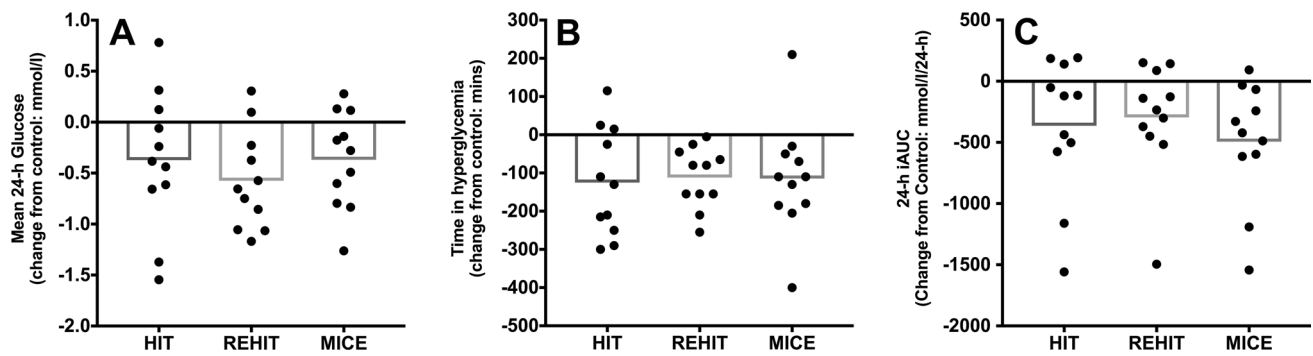 A
Mean 24-h Glucose
(change from control: mmol/l)
1.0
0.5
0.0
-0.5
-1.0
-1.5
-2.0
HIT REHIT MICE
B
Time in hyperglycemia
(change from control: mins)
300
200
100
0
-100
-200
-300
-400
-500
HIT REHIT MICE
C
24-h iAUC
(Change from Control: mmol/l/24-h)
500
0
-500
-1000
-1500
-2000
HIT REHIT MICE